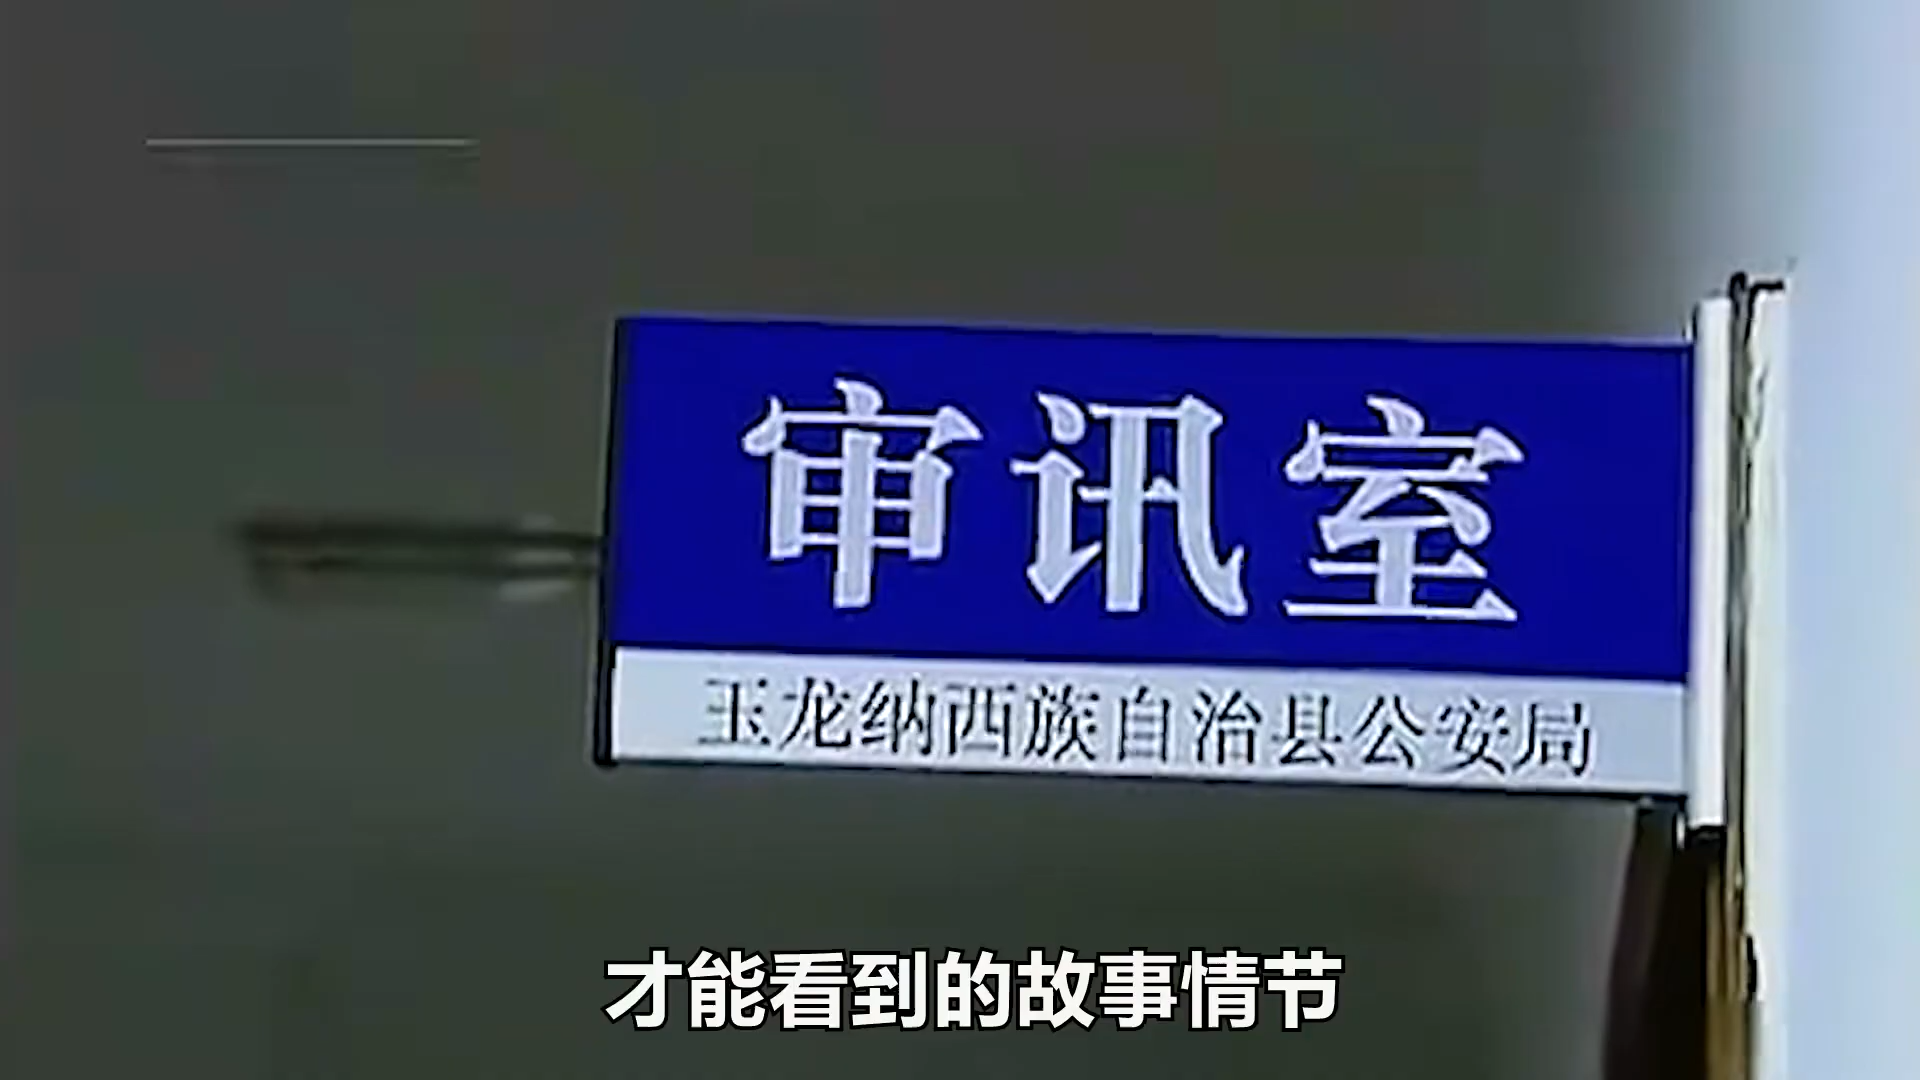 审讯室
玉龙纳西族自治县公安局
才能看到的故事情节